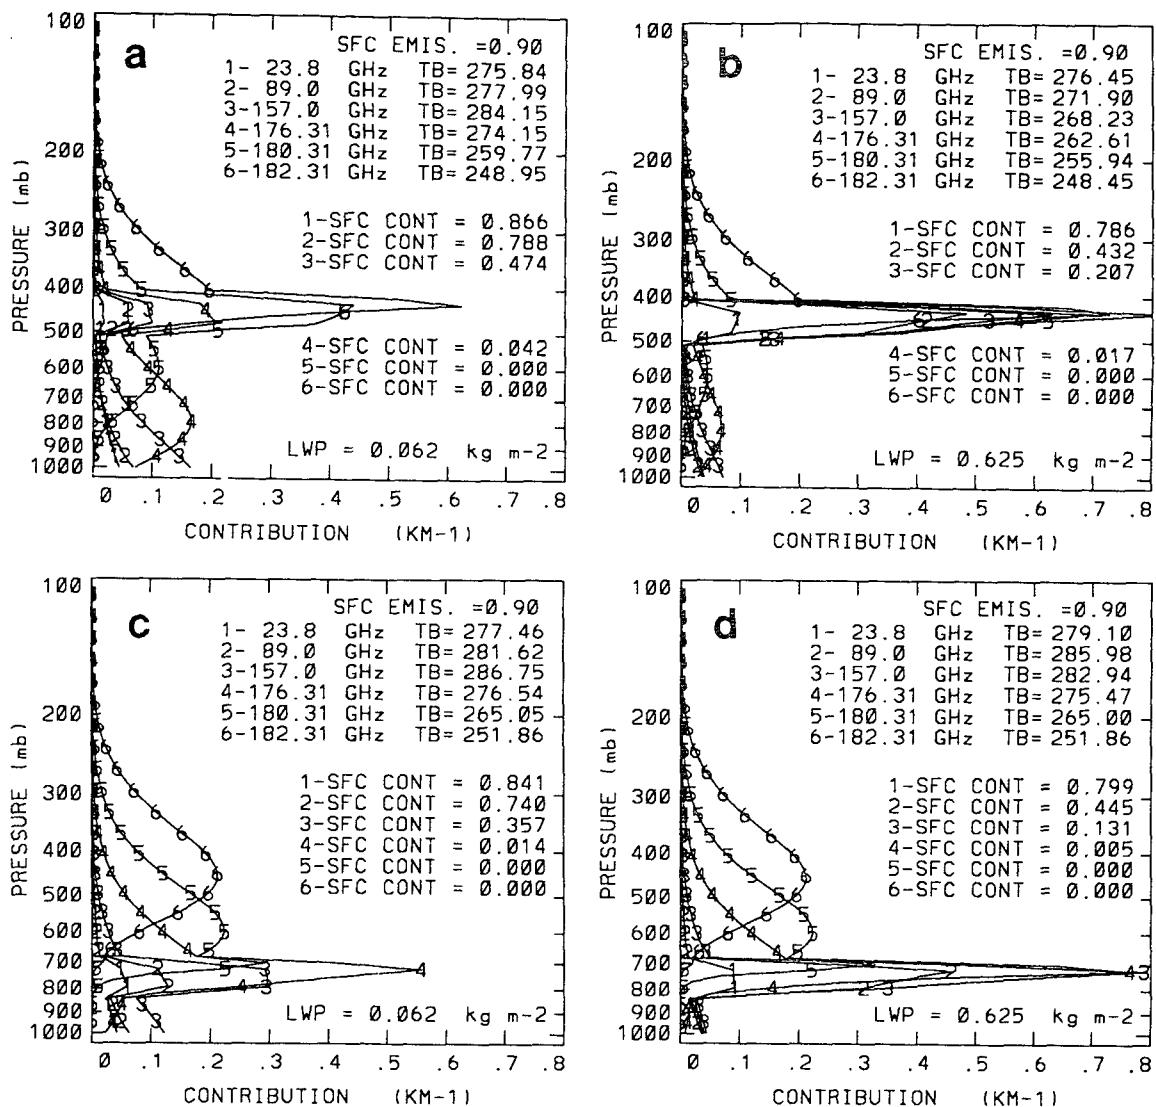 a
SFC EMIS. =0.90
1- 23.8 GHz TB= 275.84
2- 89.0 GHz TB= 277.99
3-157.0 GHz TB= 284.15
4-176.31 GHz TB= 274.15
5-180.31 GHz TB= 259.77
6-182.31 GHz TB= 248.95
1-SFC CONT = 0.866
2-SFC CONT = 0.788
3-SFC CONT = 0.474
4-SFC CONT = 0.042
5-SFC CONT = 0.000
6-SFC CONT = 0.000
LWP = 0.062 kg m-2
PRESSURE (mb)
100
200
300
400
500
600
700
800
900
1000
0 .1 .2 .3 .4 .5 .6 .7 .8
CONTRIBUTION (KM-1)
b
SFC EMIS. =0.90
1- 23.8 GHz TB= 276.45
2- 89.0 GHz TB= 271.90
3-157.0 GHz TB= 268.23
4-176.31 GHz TB= 262.61
5-180.31 GHz TB= 255.94
6-182.31 GHz TB= 248.45
1-SFC CONT = 0.786
2-SFC CONT = 0.432
3-SFC CONT = 0.207
4-SFC CONT = 0.017
5-SFC CONT = 0.000
6-SFC CONT = 0.000
LWP = 0.625 kg m-2
PRESSURE (mb)
100
200
300
400
500
600
700
800
900
1000
0 .1 .2 .3 .4 .5 .6 .7 .8
CONTRIBUTION (KM-1)
c
SFC EMIS. =0.90
1- 23.8 GHz TB= 277.46
2- 89.0 GHz TB= 281.62
3-157.0 GHz TB= 286.75
4-176.31 GHz TB= 276.54
5-180.31 GHz TB= 265.05
6-182.31 GHz TB= 251.86
1-SFC CONT = 0.841
2-SFC CONT = 0.740
3-SFC CONT = 0.357
4-SFC CONT = 0.014
5-SFC CONT = 0.000
6-SFC CONT = 0.000
LWP = 0.062 kg m-2
PRESSURE (mb)
100
200
300
400
500
600
700
800
900
1000
0 .1 .2 .3 .4 .5 .6 .7 .8
CONTRIBUTION (KM-1)
d
SFC EMIS. =0.90
1- 23.8 GHz TB= 279.10
2- 89.0 GHz TB= 285.98
3-157.0 GHz TB= 282.94
4-176.31 GHz TB= 275.47
5-180.31 GHz TB= 265.00
6-182.31 GHz TB= 251.86
1-SFC CONT = 0.799
2-SFC CONT = 0.445
3-SFC CONT = 0.131
4-SFC CONT = 0.005
5-SFC CONT = 0.000
6-SFC CONT = 0.000
LWP = 0.625 kg m-2
PRESSURE (mb)
100
200
300
400
500
600
700
800
900
1000
0 .1 .2 .3 .4 .5 .6 .7 .8
CONTRIBUTION (KM-1)